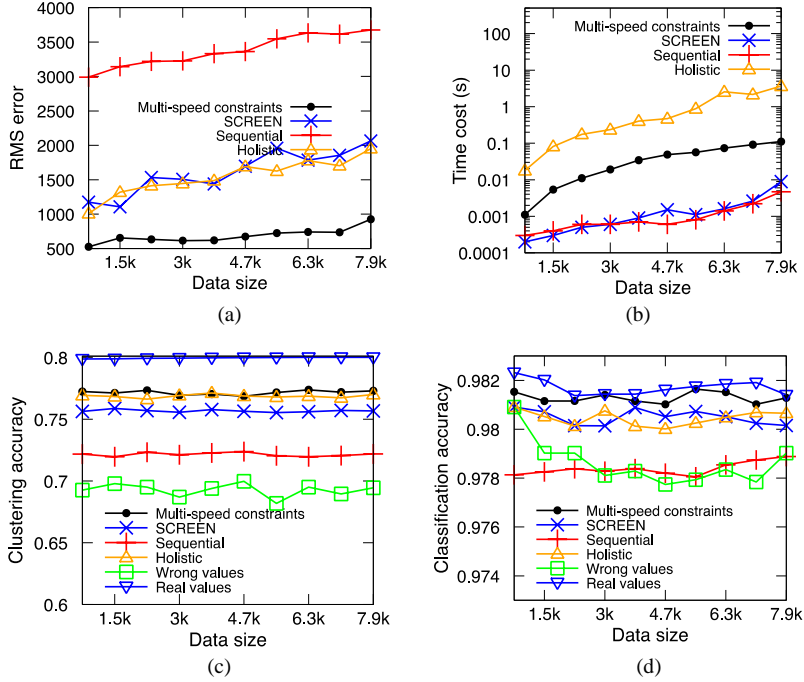 4000
3500
3000
2500
2000
1500
1000
500
RMS error
Multi-speed constraints
SCREEN
Sequential
Holistic
1.5k 3k 4.7k 6.3k 7.9k
Data size
(a)
100
10
1
0.1
0.01
0.001
0.0001
Time cost (s)
Multi-speed constraints
SCREEN
Sequential
Holistic
1.5k 3k 4.7k 6.3k 7.9k
Data size
(b)
0.8
0.75
0.7
0.65
0.6
Clustering accuracy
Multi-speed constraints
SCREEN
Sequential
Holistic
Wrong values
Real values
1.5k 3k 4.7k 6.3k 7.9k
Data size
(c)
0.982
0.98
0.978
0.976
0.974
Classification accuracy
Multi-speed constraints
SCREEN
Sequential
Holistic
Wrong values
Real values
1.5k 3k 4.7k 6.3k 7.9k
Data size
(d)